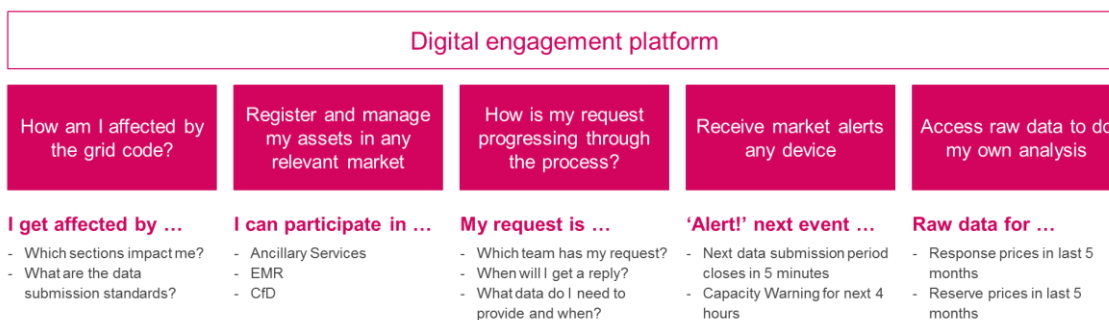 Digital engagement platform
How am I affected by
the grid code?
Register and manage
my assets in any
relevant market
How is my request
progressing through
the process?
Receive market alerts
any device
Access raw data to do
my own analysis
I get affected by …
- Which sections impact me?
- What are the data
submission standards?
I can participate in …
- Ancillary Services
- EMR
- CfD
My request is …
- Which team has my request?
- When will I get a reply?
- What data do I need to
provide and when?
‘Alert!’ next event …
- Next data submission period
closes in 5 minutes
- Capacity Warning for next 4
hours
Raw data for …
- Response prices in last 5
months
- Reserve prices in last 5
months